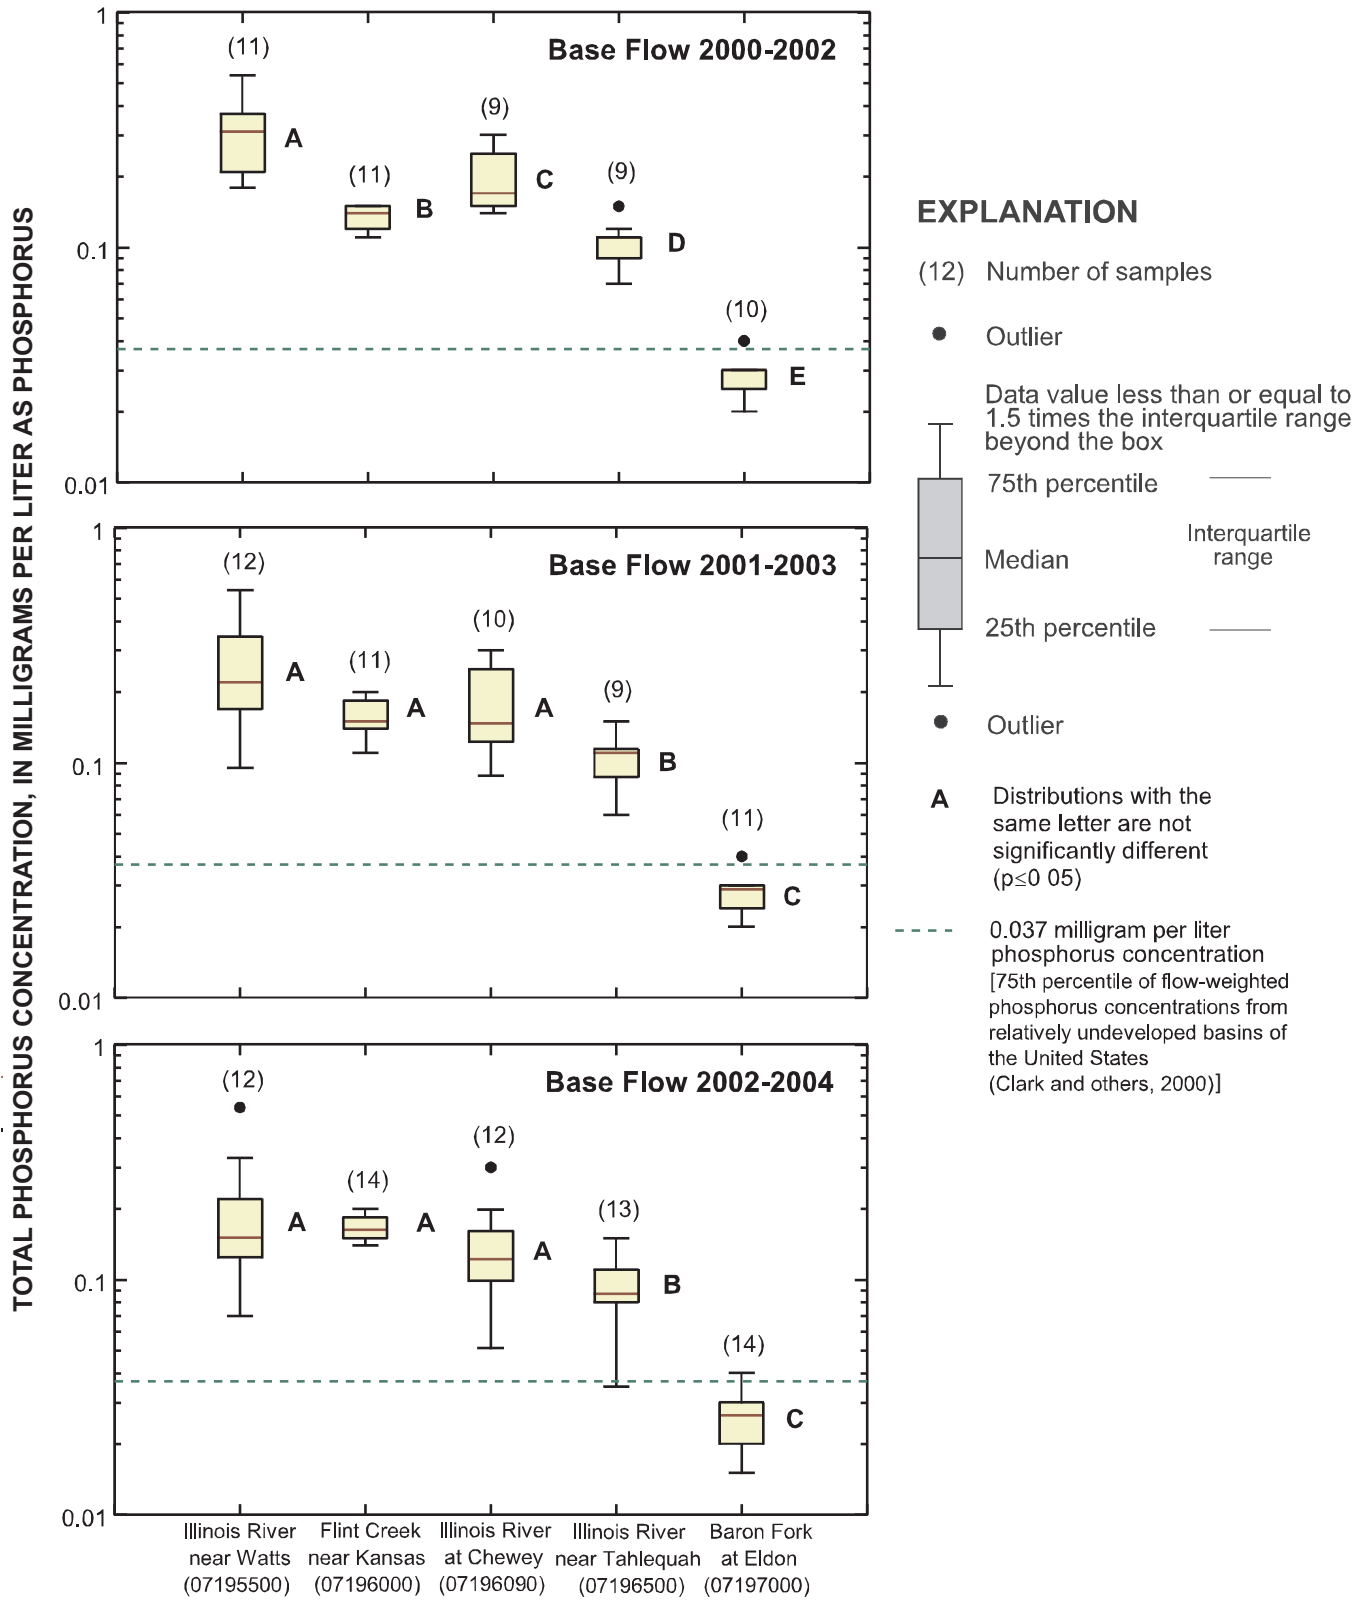 TOTAL PHOSPHORUS CONCENTRATION, IN MILLIGRAMS PER LITER AS PHOSPHORUS
Base Flow 2000-2002
1
0.1
0.01
(11)
A
(11)
B
(9)
C
(9)
D
(10)
E
Base Flow 2001-2003
1
0.1
0.01
(12)
A
(11)
A
(10)
A
(9)
B
(11)
C
Base Flow 2002-2004
1
0.1
0.01
(12)
A
(14)
A
(12)
A
(13)
B
(14)
C
Illinois River
near Watts
(07195500)
Flint Creek
near Kansas
(07196000)
Illinois River
at Chewey
(07196090)
Illinois River
near Tahlequah
(07196500)
Baron Fork
at Eldon
(07197000)
EXPLANATION
(12) Number of samples
Outlier
Data value less than or equal to
1.5 times the interquartile range
beyond the box
75th percentile
Interquartile
range
Median
25th percentile
Outlier
A Distributions with the
same letter are not
significantly different
(p≤0 05)
0.037 milligram per liter
phosphorus concentration
[75th percentile of flow-weighted
phosphorus concentrations from
relatively undeveloped basins of
the United States
(Clark and others, 2000)]